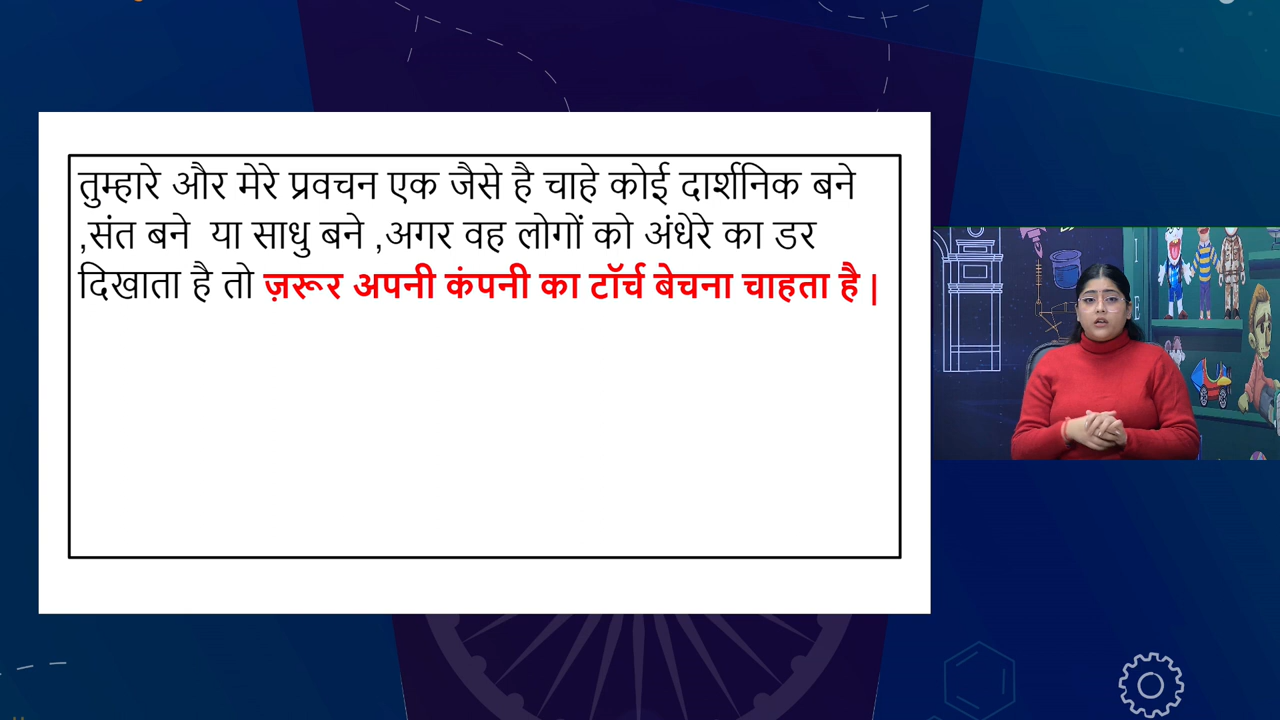 तुम्हारे और मेरे प्रवचन एक जैसे है चाहे कोई दार्शनिक बने
,संत बने या साधु बने ,अगर वह लोगों को अंधेरे का डर
दिखाता है तो ज़रूर अपनी कंपनी का टॉर्च बेचना चाहता है |
I
E